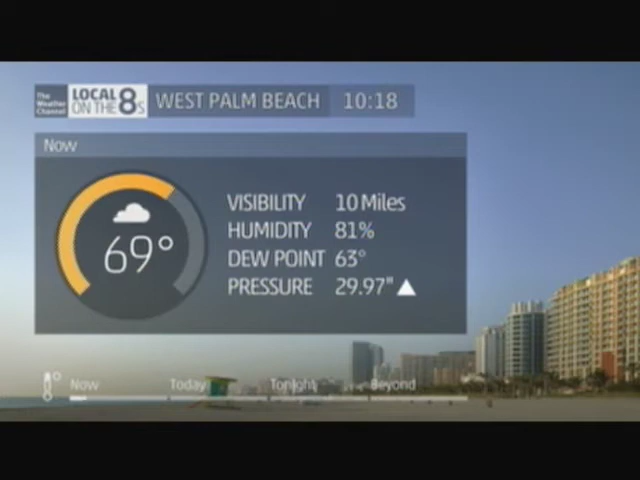 The
Weather
Channel
LOCAL
ON THE 8s
WEST PALM BEACH 10:18
Now
69°
VISIBILITY 10 Miles
HUMIDITY 81%
DEW POINT 63°
PRESSURE 29.97"
Now Today Tonight Beyond